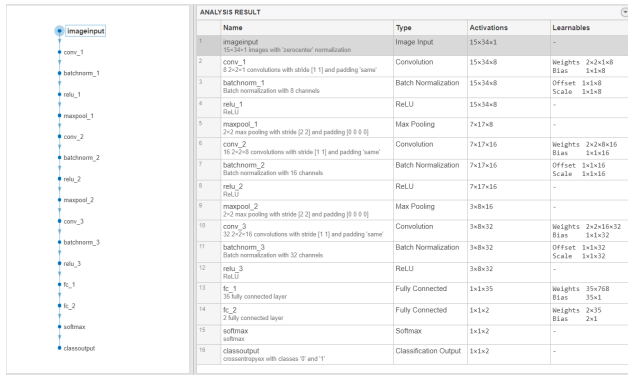 imageinput
conv_1
batchnorm_1
relu_1
maxpool_1
conv_2
batchnorm_2
relu_2
maxpool_2
conv_3
batchnorm_3
relu_3
fc_1
fc_2
softmax
classoutput
ANALYSIS RESULT
Name Type Activations Learnables
1 imageinput Image Input 15×34×1 -
15×34×1 images with 'zerocenter' normalization
2 conv_1 Convolution 15×34×8 Weights 2×2×1×8
8 2×2×1 convolutions with stride [1 1] and padding 'same' Bias 1×1×8
3 batchnorm_1 Batch Normalization 15×34×8 Offset 1×1×8
Batch normalization with 8 channels Scale 1×1×8
4 relu_1 ReLU 15×34×8 -
ReLU
5 maxpool_1 Max Pooling 7×17×8 -
2×2 max pooling with stride [2 2] and padding [0 0 0 0]
6 conv_2 Convolution 7×17×16 Weights 2×2×8×16
16 2×2×8 convolutions with stride [1 1] and padding 'same' Bias 1×1×16
7 batchnorm_2 Batch Normalization 7×17×16 Offset 1×1×16
Batch normalization with 16 channels Scale 1×1×16
8 relu_2 ReLU 7×17×16 -
ReLU
9 maxpool_2 Max Pooling 3×8×16 -
2×2 max pooling with stride [2 2] and padding [0 0 0 0]
10 conv_3 Convolution 3×8×32 Weights 2×2×16×32
32 2×2×16 convolutions with stride [1 1] and padding 'same' Bias 1×1×32
11 batchnorm_3 Batch Normalization 3×8×32 Offset 1×1×32
Batch normalization with 32 channels Scale 1×1×32
12 relu_3 ReLU 3×8×32 -
ReLU
13 fc_1 Fully Connected 1×1×35 Weights 35×768
35 fully connected layer Bias 35×1
14 fc_2 Fully Connected 1×1×2 Weights 2×35
2 fully connected layer Bias 2×1
15 softmax Softmax 1×1×2 -
softmax
16 classoutput Classification Output 1×1×2 -
crossentropyex with classes '0' and '1'